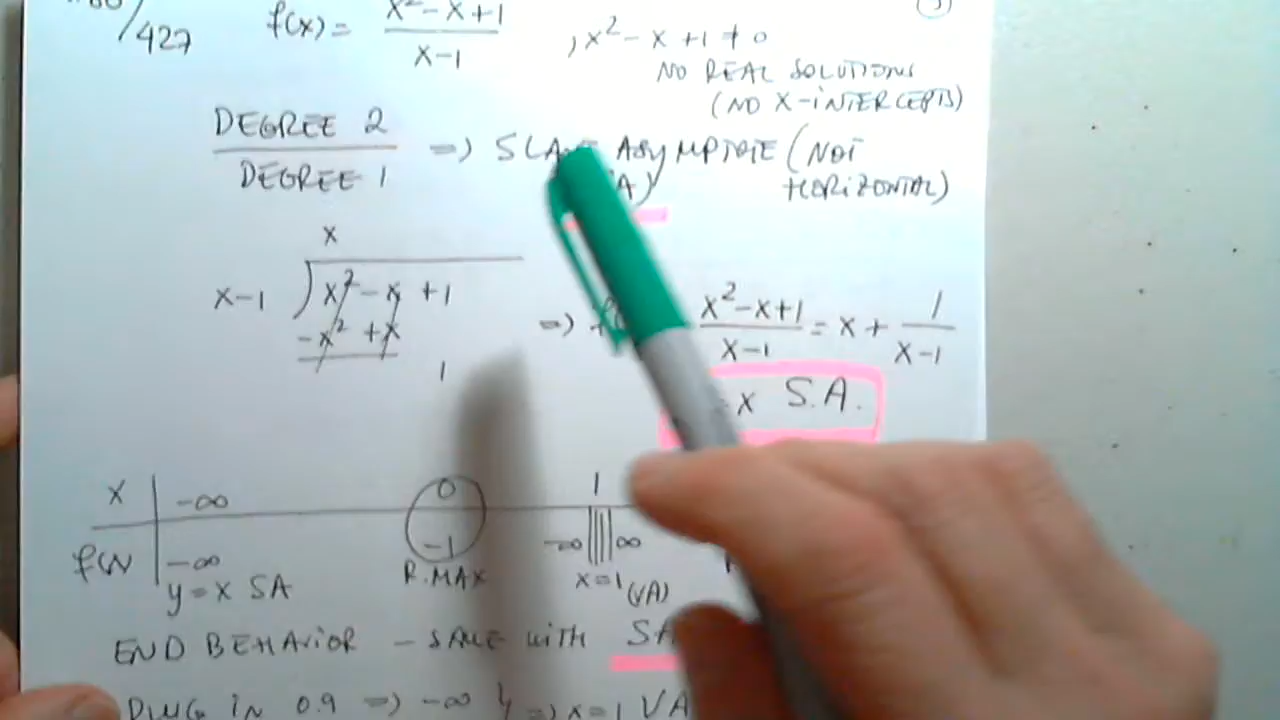 /427 f(x) = x²-x+1 / x-1 , x²-x+1 ≠ 0
NO REAL SOLUTIONS
(NO X-INTERCEPTS)
DEGREE 2 / DEGREE 1 => ASYMPTOTE (NOT
HORIZONTAL)
x
x-1 x²-x+1
-x²+x
1
=> x²-x+1 / x-1 = x + 1 / x-1
x S.A.
x -∞ 0 1
f(x) -∞ -1 -∞ ∞
y=x SA R.MAX x=1 (VA)
END BEHAVIOR - SAME WITH SA
PLUG IN 0.9 => -∞ => x=1 VA